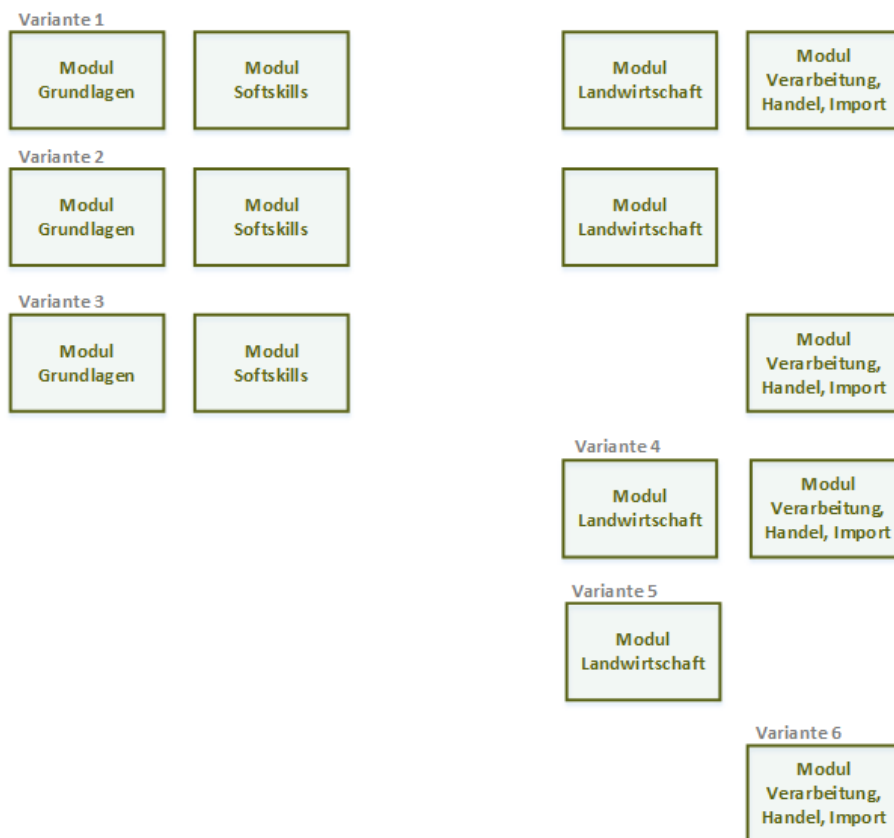 Variante 1
Modul
Grundlagen
Modul
Softskills
Modul
Landwirtschaft
Modul
Verarbeitung,
Handel, Import
Variante 2
Modul
Grundlagen
Modul
Softskills
Modul
Landwirtschaft
Variante 3
Modul
Grundlagen
Modul
Softskills
Modul
Verarbeitung,
Handel, Import
Variante 4
Modul
Landwirtschaft
Modul
Verarbeitung,
Handel, Import
Variante 5
Modul
Landwirtschaft
Variante 6
Modul
Verarbeitung,
Handel, Import